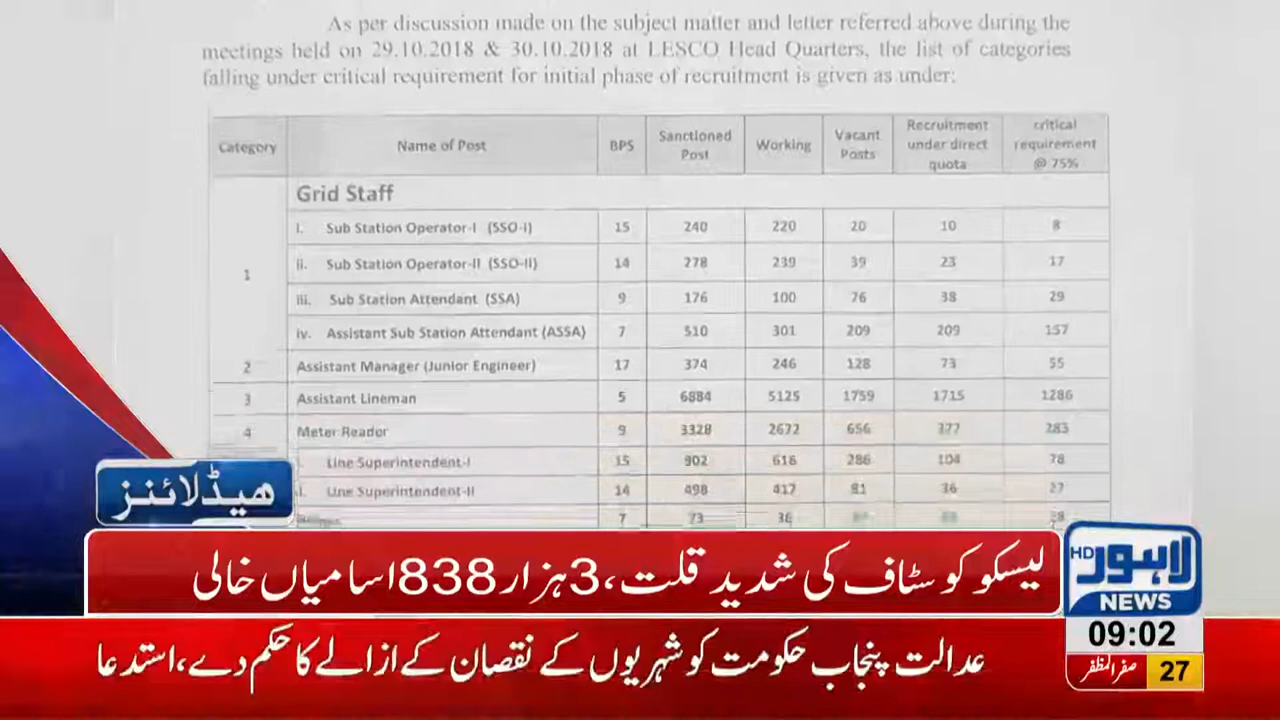 As per discussion made on the subject matter and letter referred above during the
meetings held on 29.10.2018 & 30.10.2018 at LESCO Head Quarters, the list of categories
falling under critical requirement for initial phase of recruitment is given as under:
Category Name of Post BPS Sanctioned Post Working Vacant Posts Recruitment under direct quota critical requirement @ 75%
Grid Staff
1
i. Sub Station Operator-I (SSO-I) 15 240 220 20 10 8
ii. Sub Station Operator-II (SSO-II) 14 278 239 39 23 17
iii. Sub Station Attendant (SSA) 9 176 100 76 38 29
iv. Assistant Sub Station Attendant (ASSA) 7 510 301 209 209 157
2 Assistant Manager (Junior Engineer) 17 374 246 128 73 55
3 Assistant Lineman 5 6884 5125 1759 1715 1286
4 Meter Reader 9 3328 2672 656 377 283
Line Superintendent-I 15 902 616 286 104 78
Line Superintendent-II 14 498 417 81 36 27
7 73 36
ہیڈلائنز
لیسکو کو سٹاف کی شدید قلت، 3 ہزار 838 اسامیاں خالی
لاہور
HD
NEWS
09:02
عدالت پنجاب حکومت کو شہریوں کے نقصان کے ازالے کا حکم دے، استدعا
27 صفر المظفر